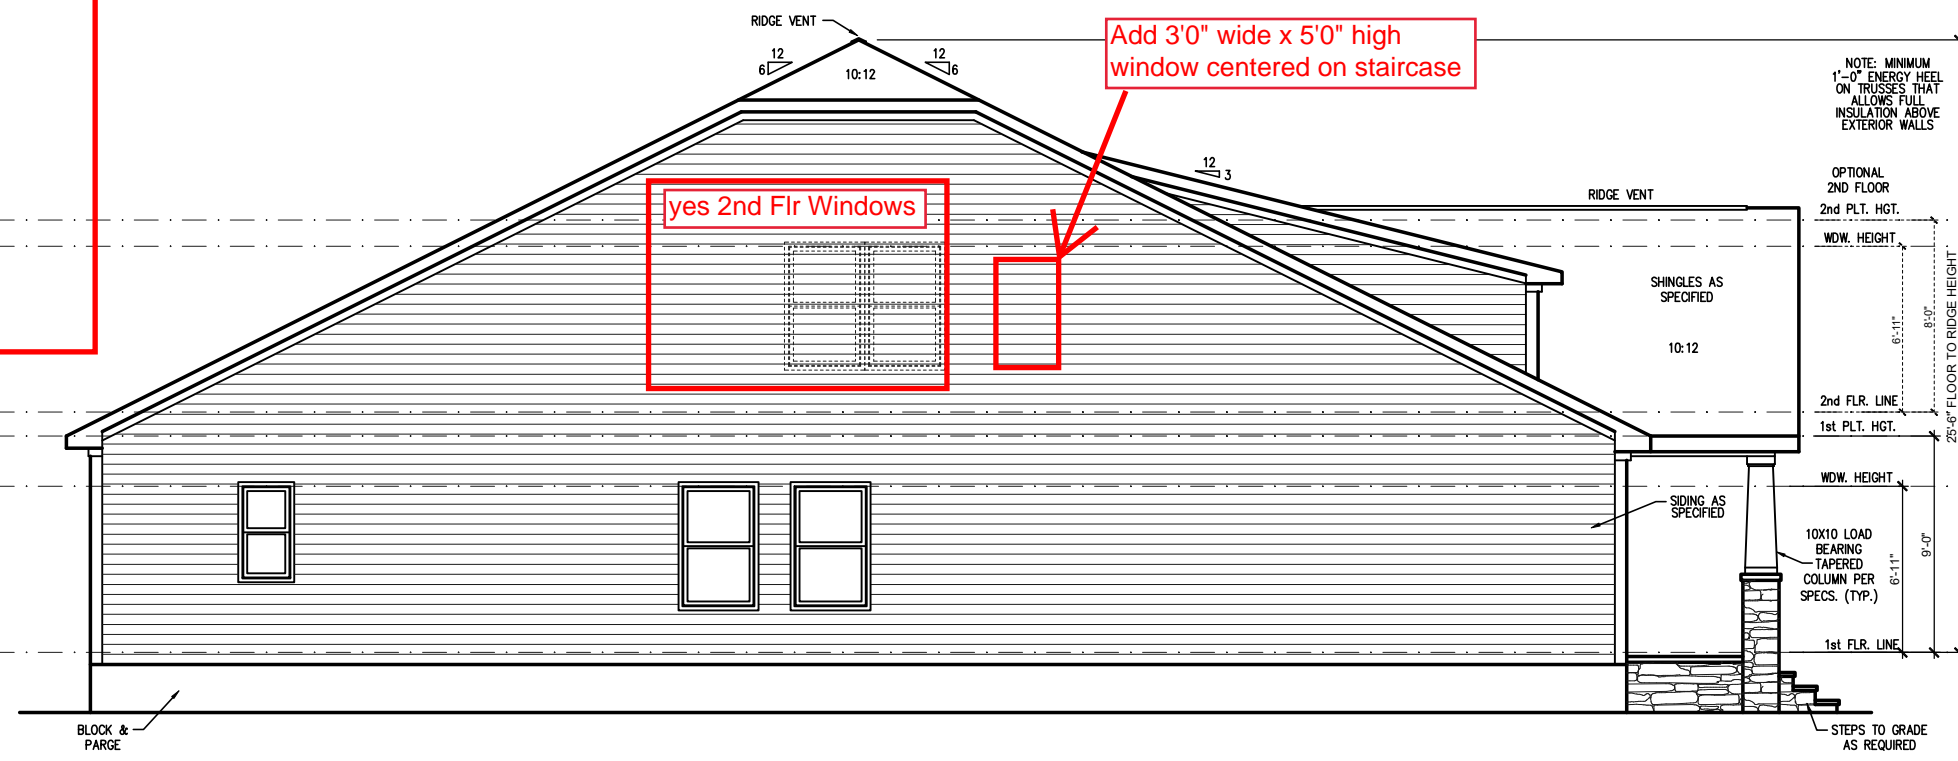 RIDGE VENT
12
6
12
6
10:12
Add 3'0" wide x 5'0" high
window centered on staircase
NOTE: MINIMUM
1'-0" ENERGY HEEL
ON TRUSSES THAT
ALLOWS FULL
INSULATION ABOVE
EXTERIOR WALLS
12
3
OPTIONAL
2ND FLOOR
RIDGE VENT
2nd PLT. HGT.
yes 2nd Flr Windows
WDW. HEIGHT
SHINGLES AS
SPECIFIED
10:12
6'-11"
8'-0"
25'-6" FLOOR TO RIDGE HEIGHT
2nd FLR. LINE
1st PLT. HGT.
WDW. HEIGHT
SIDING AS
SPECIFIED
10X10 LOAD
BEARING
TAPERED
COLUMN PER
SPECS. (TYP.)
6'-11"
9'-0"
1st FLR. LINE
BLOCK &
PARGE
STEPS TO GRADE
AS REQUIRED